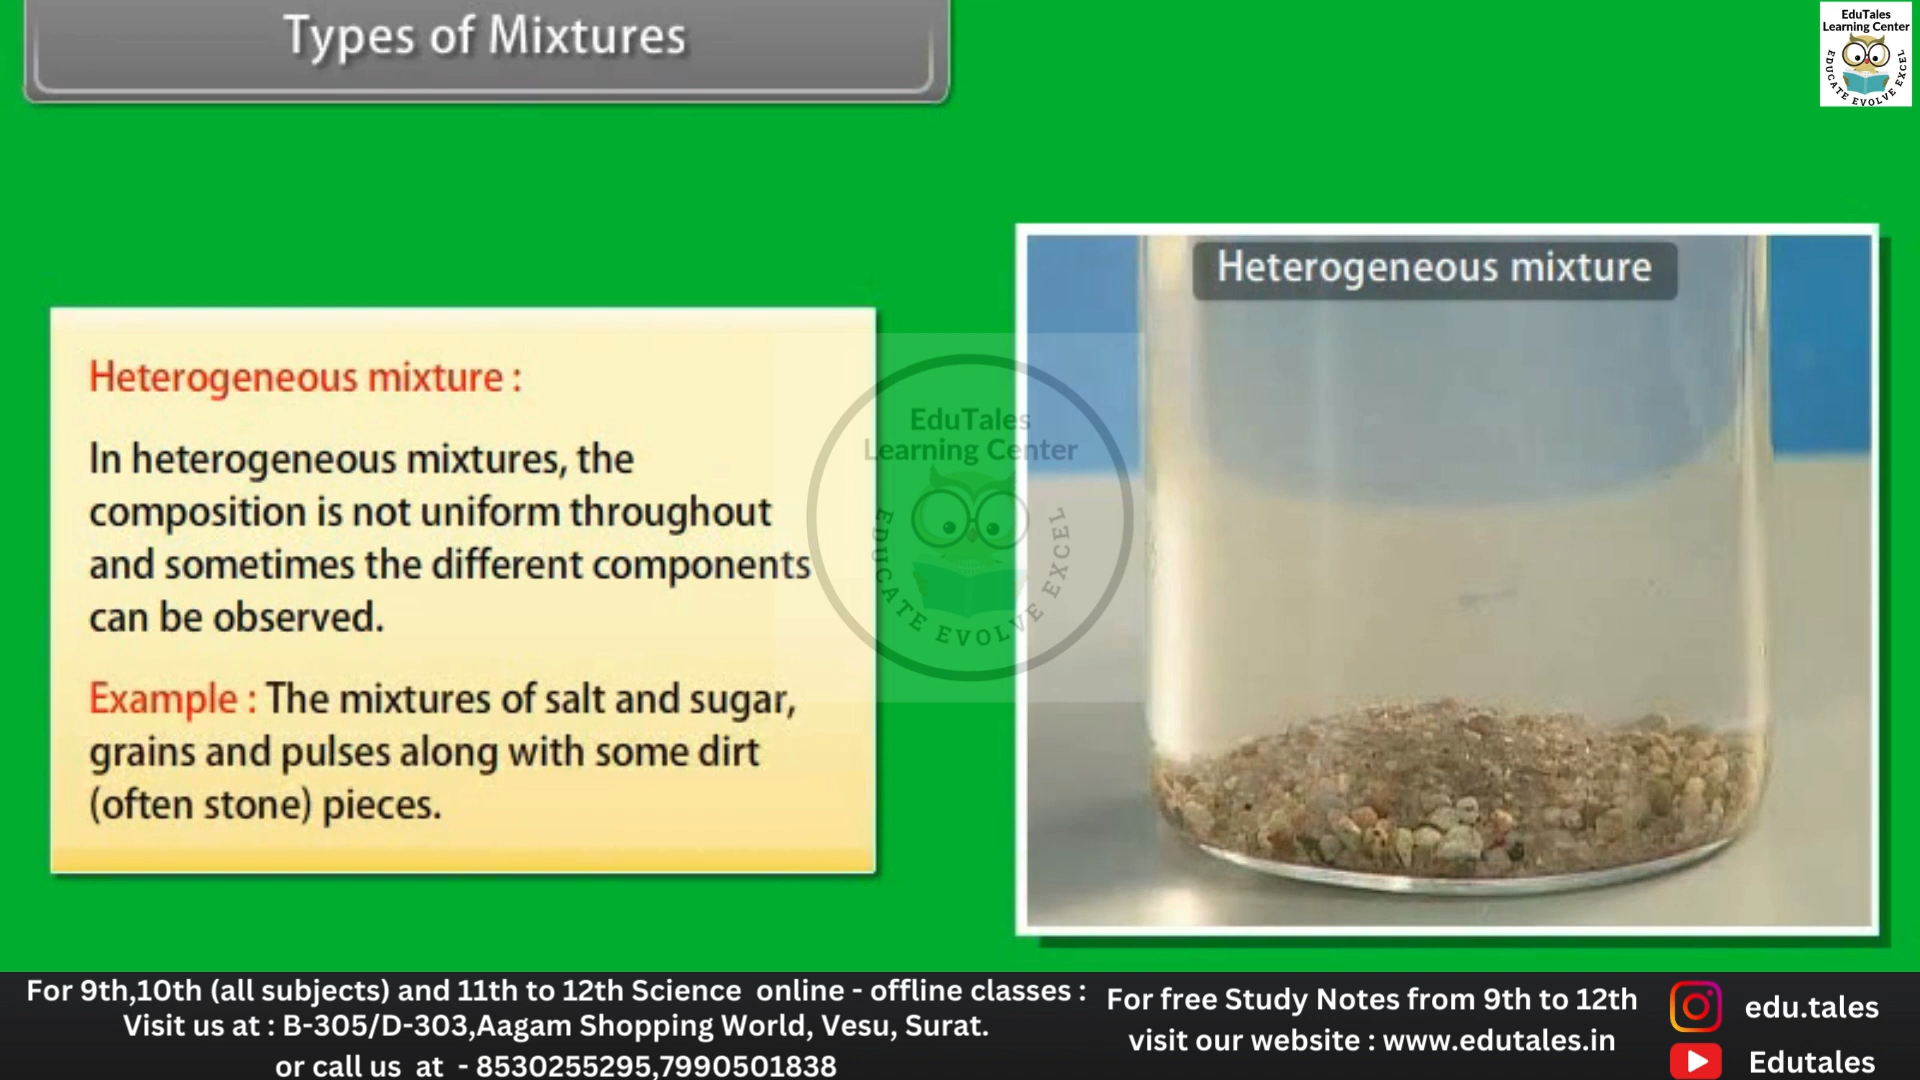 Types of Mixtures
EduTales
Learning Center
EDUCATE EVOLVE EXCEL
Heterogeneous mixture :
In heterogeneous mixtures, the
composition is not uniform throughout
and sometimes the different components
can be observed.
Example : The mixtures of salt and sugar,
grains and pulses along with some dirt
(often stone) pieces.
EduTales
Learning Center
EDUCATE EVOLVE EXCEL
Heterogeneous mixture
For 9th,10th (all subjects) and 11th to 12th Science online - offline classes :
Visit us at : B-305/D-303,Aagam Shopping World, Vesu, Surat.
or call us at - 8530255295,7990501838
For free Study Notes from 9th to 12th
visit our website : www.edutales.in
edu.tales
Edutales